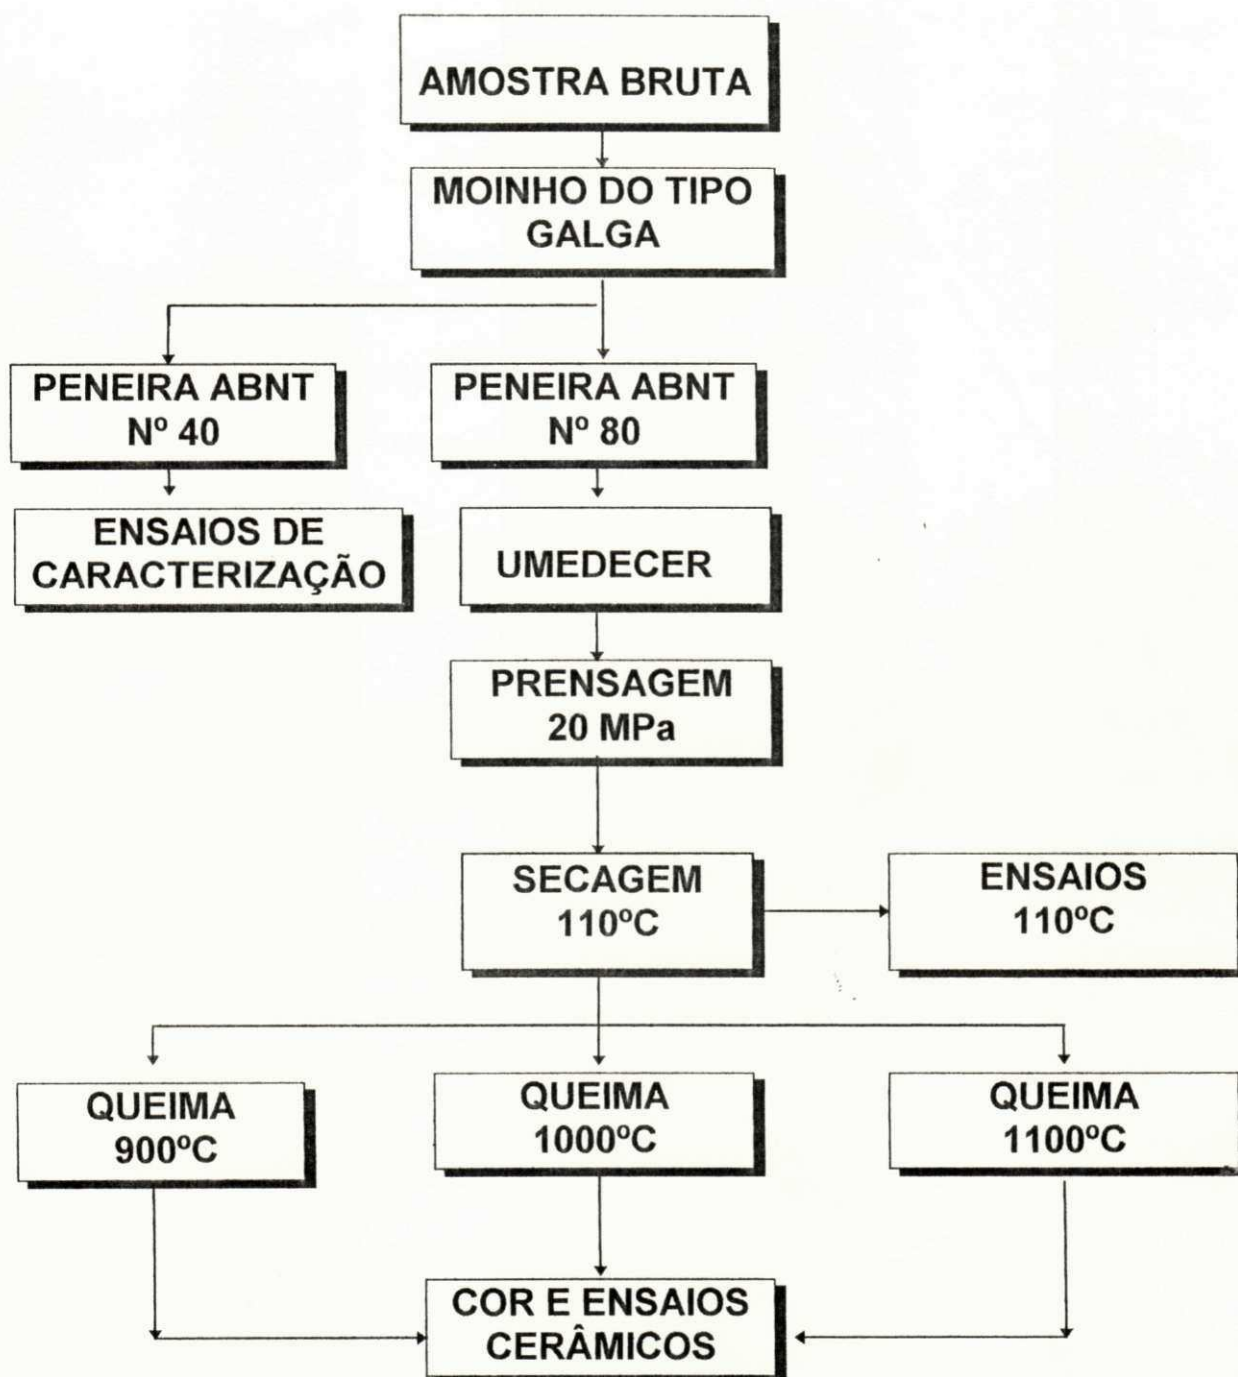 AMOSTRA BRUTA
MOINHO DO TIPO
GALGA
PENEIRA ABNT
Nº 40
PENEIRA ABNT
Nº 80
ENSAIOS DE
CARACTERIZAÇÃO
UMEDECER
PRENSAGEM
20 MPa
SECAGEM
110ºC
ENSAIOS
110ºC
QUEIMA
900ºC
QUEIMA
1000ºC
QUEIMA
1100ºC
COR E ENSAIOS
CERÂMICOS